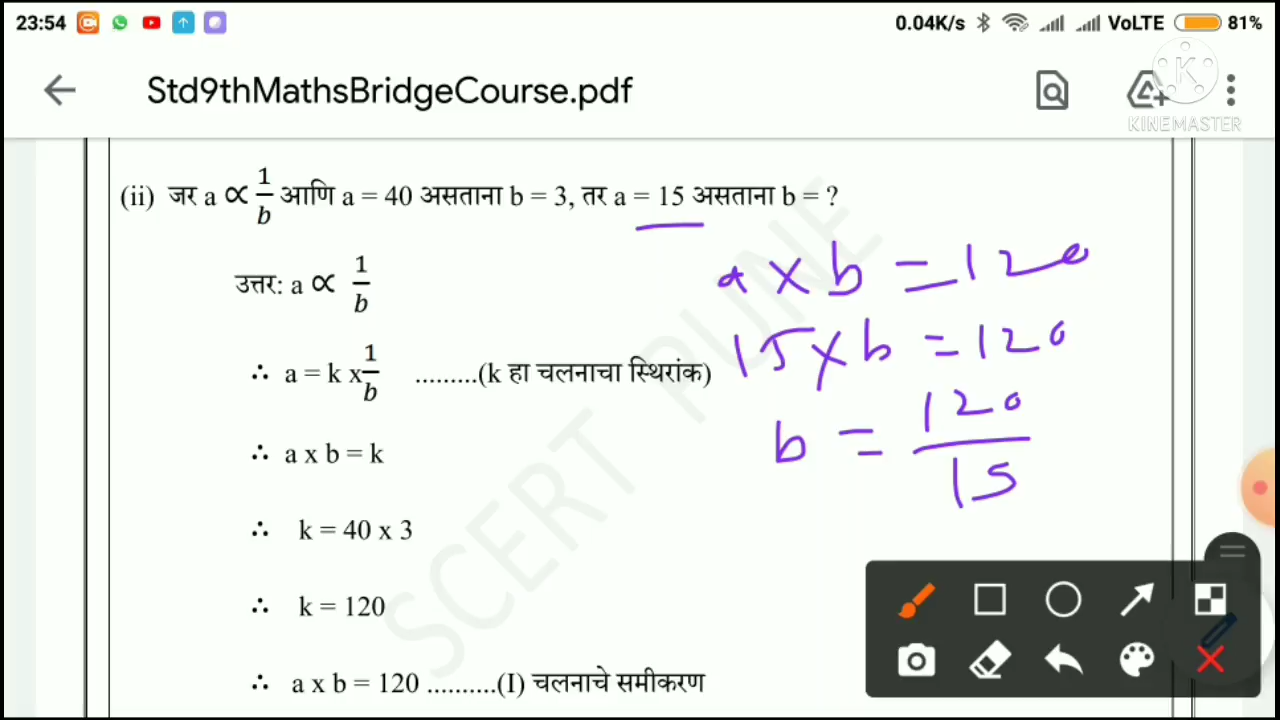 23:54
0.04K/s VoLTE 81%
Std9thMathsBridgeCourse.pdf
K
KINEMASTER
(ii) जर a ∝ 1/b आणि a = 40 असताना b = 3, तर a = 15 असताना b = ?
उत्तर: a ∝ 1/b
∴ a = k x 1/b .........(k हा चलनाचा स्थिरांक)
∴ a x b = k
∴ k = 40 x 3
∴ k = 120
∴ a x b = 120 ..........(I) चलनाचे समीकरण
a × b = 120
15 × b = 120
b = 120/15
SCERT PUNE